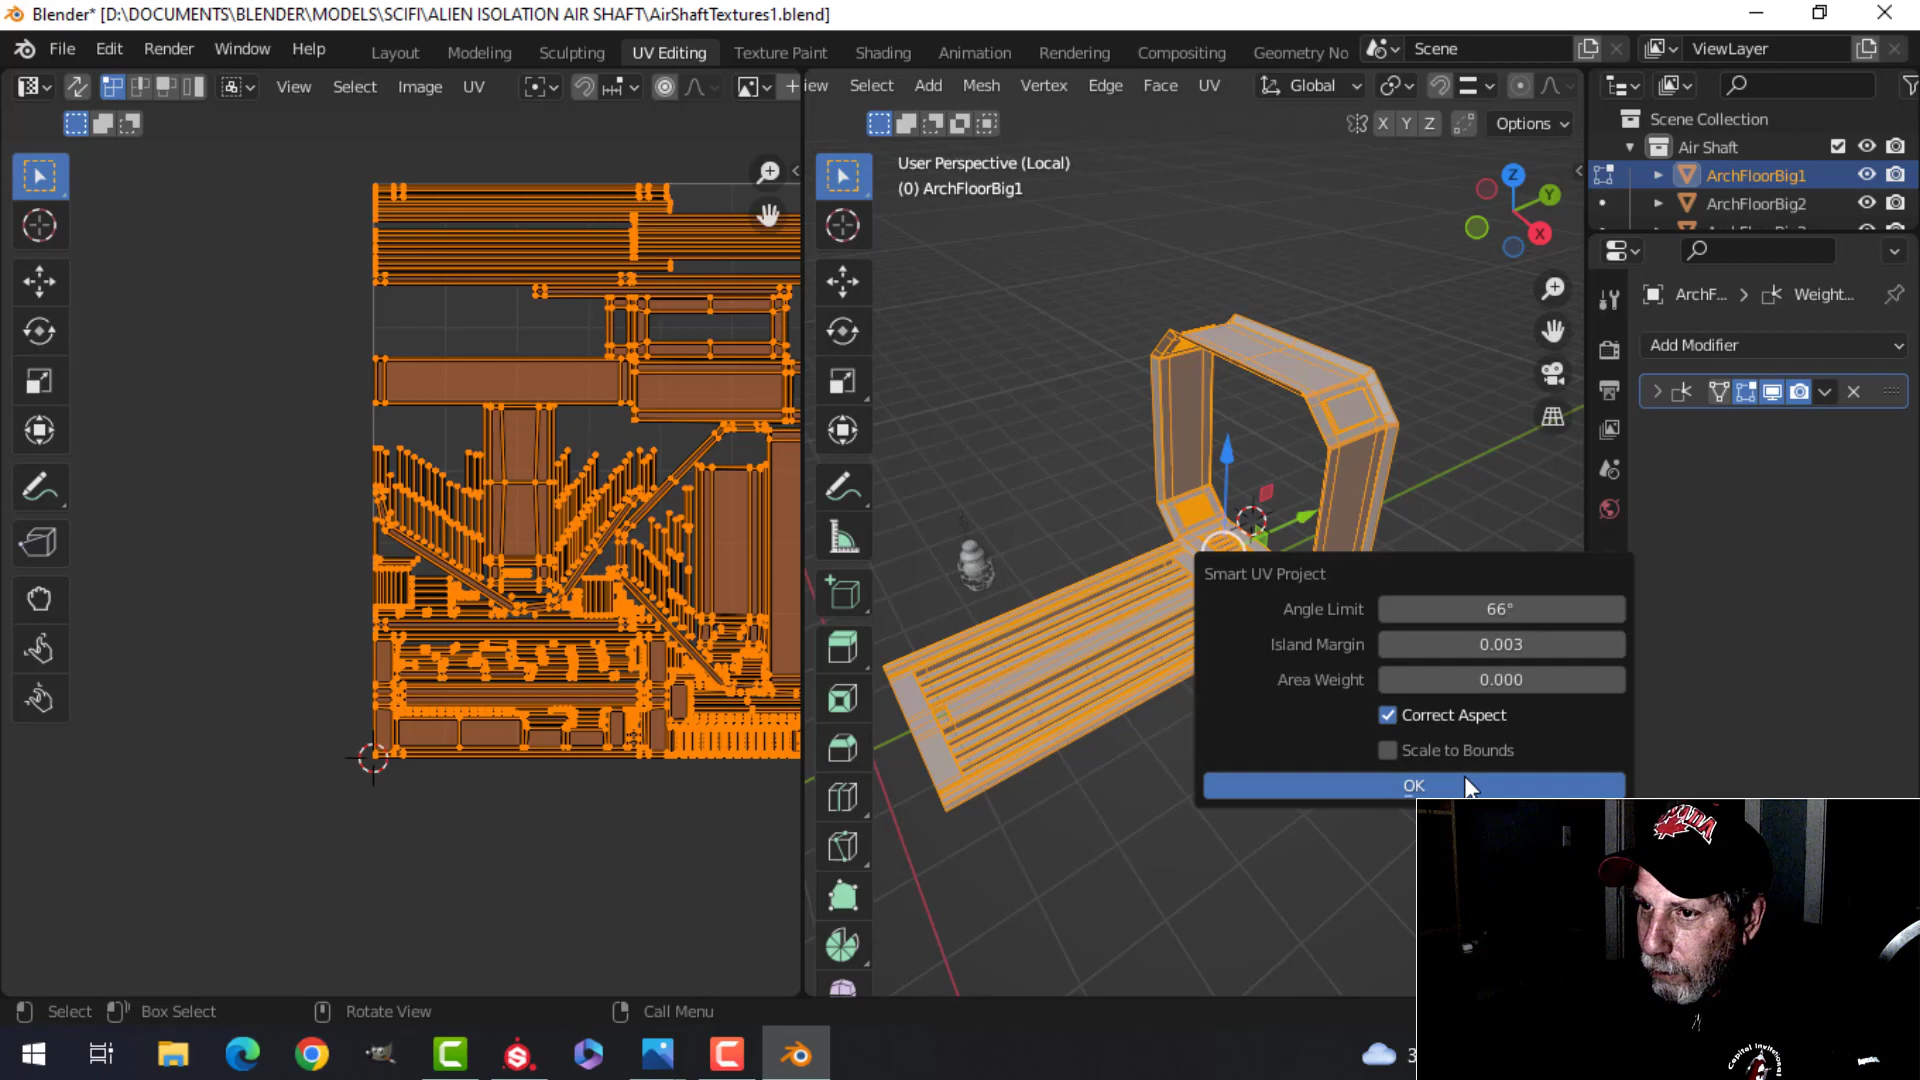 Blender* [D:\DOCUMENTS\BLENDER\MODELS\SCIFI\ALIEN ISOLATION AIR SHAFT\AirShaftTextures1.blend]
File Edit Render Window Help Layout Modeling Sculpting UV Editing Texture Paint Shading Animation Rendering Compositing Geometry No Scene ViewLayer
View Select Image UV iew Select Add Mesh Vertex Edge Face UV Global
X Y Z Options
Scene Collection
Air Shaft
ArchFloorBig1
ArchFloorBig2
User Perspective (Local)
(0) ArchFloorBig1
Z
Y
X
ArchF... Weight...
Add Modifier
Smart UV Project
Angle Limit 66°
Island Margin 0.003
Area Weight 0.000
Correct Aspect
Scale to Bounds
OK
Select Box Select Rotate View Call Menu
3